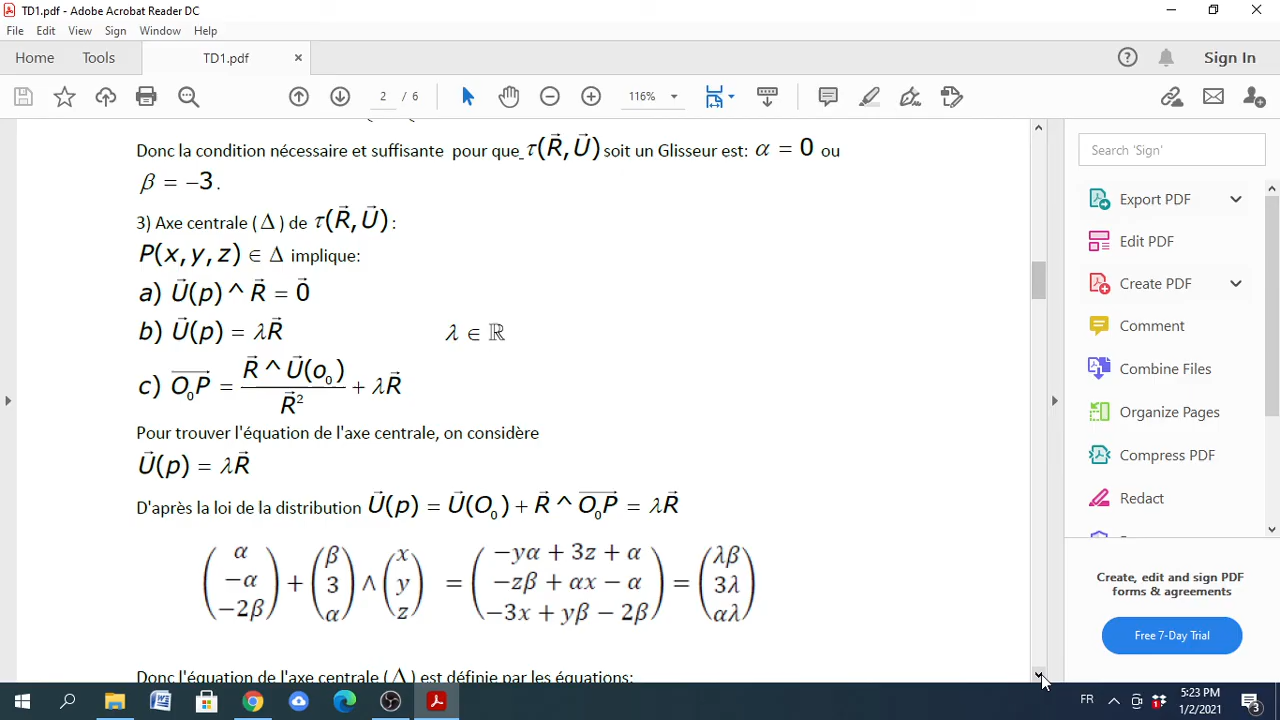 TD1.pdf - Adobe Acrobat Reader DC
File Edit View Sign Window Help
Home Tools TD1.pdf × Sign In
2 / 6 116%
Donc la condition nécessaire et suffisante pour que τ(R⃗,U⃗) soit un Glisseur est: α = 0 ou
β = −3.
3) Axe centrale (Δ) de τ(R⃗,U⃗):
P(x,y,z) ∈ Δ implique:
a) U⃗(p) ^ R⃗ = 0⃗
b) U⃗(p) = λR⃗ λ ∈ ℝ
c) O₀P⃗ = (R⃗ ^ U⃗(o₀)) / R⃗² + λR⃗
Pour trouver l'équation de l'axe centrale, on considère
U⃗(p) = λR⃗
D'après la loi de la distribution U⃗(p) = U⃗(O₀) + R⃗ ^ O₀P⃗ = λR⃗
(α β x −yα + 3z + α λβ
−α + 3 ∧ y = −zβ + αx − α = 3λ
−2β α z −3x + yβ − 2β αλ)
Donc l'équation de l'axe centrale (Δ) est définie par les équations:
Search 'Sign'
Export PDF
Edit PDF
Create PDF
Comment
Combine Files
Organize Pages
Compress PDF
Redact
Create, edit and sign PDF
forms & agreements
Free 7-Day Trial
FR 5:23 PM
1/2/2021 3